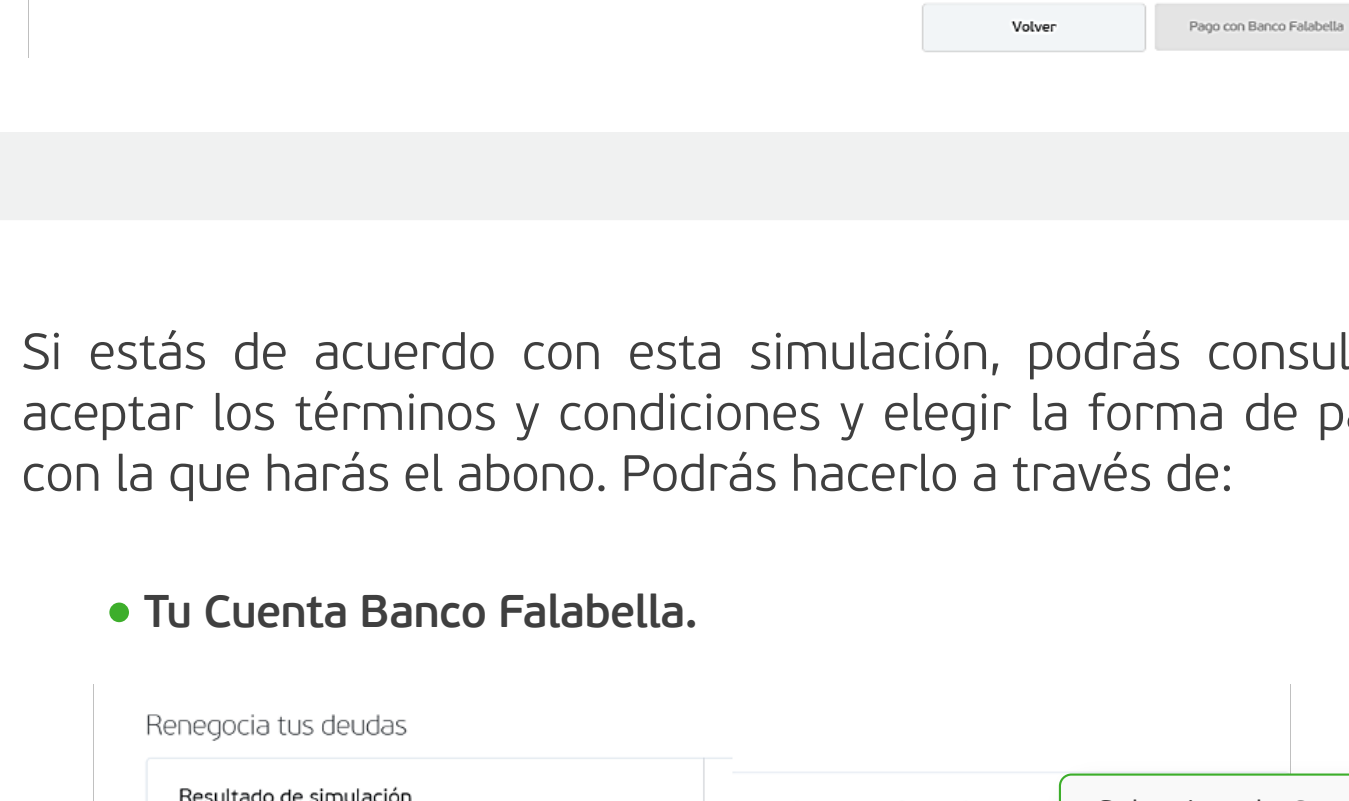 Volver Pago con Banco Falabella
Si estás de acuerdo con esta simulación, podrás consul
aceptar los términos y condiciones y elegir la forma de pa
con la que harás el abono. Podrás hacerlo a través de:
• Tu Cuenta Banco Falabella.
Renegocia tus deudas
Resultado de simulación